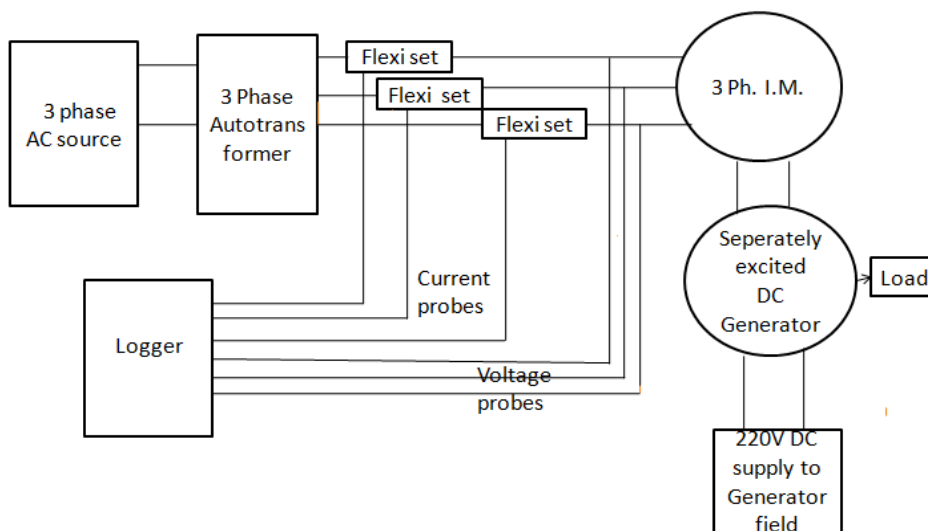 Flexi set
3 Ph. I.M.
3 Phase
Autotrans
former
3 phase
AC source
Flexi set
Flexi set
Seperately
excited
DC
Generator
Load
Current
probes
Logger
Voltage
probes
220V DC
supply to
Generator
field